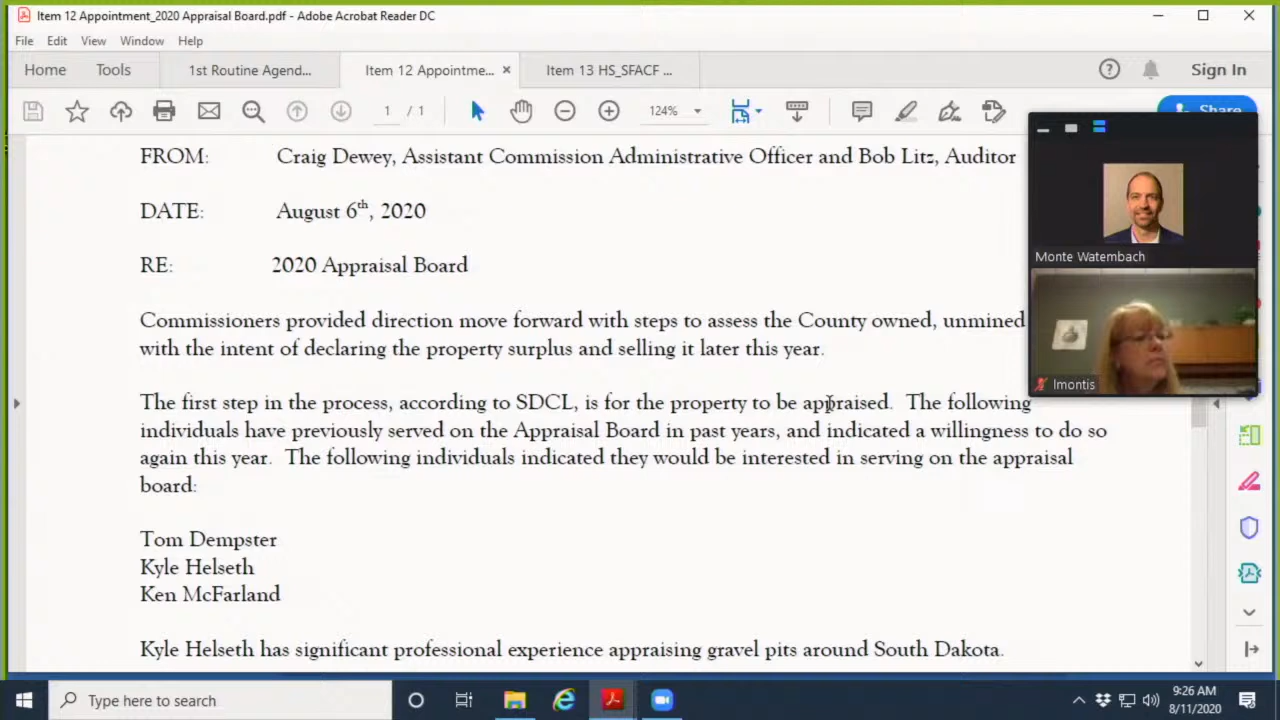 Item 12 Appointment_2020 Appraisal Board.pdf - Adobe Acrobat Reader DC
File Edit View Window Help
Home Tools 1st Routine Agend... Item 12 Appointme... × Item 13 HS_SFACF ... Sign In
1 / 1 124% Share
FROM: Craig Dewey, Assistant Commission Administrative Officer and Bob Litz, Auditor
DATE: August 6th, 2020
RE: 2020 Appraisal Board
Commissioners provided direction move forward with steps to assess the County owned, unmined
with the intent of declaring the property surplus and selling it later this year.
The first step in the process, according to SDCL, is for the property to be appraised. The following
individuals have previously served on the Appraisal Board in past years, and indicated a willingness to do so
again this year. The following individuals indicated they would be interested in serving on the appraisal
board:
Tom Dempster
Kyle Helseth
Ken McFarland
Kyle Helseth has significant professional experience appraising gravel pits around South Dakota.
Monte Watembach
lmontis
Type here to search
9:26 AM
8/11/2020